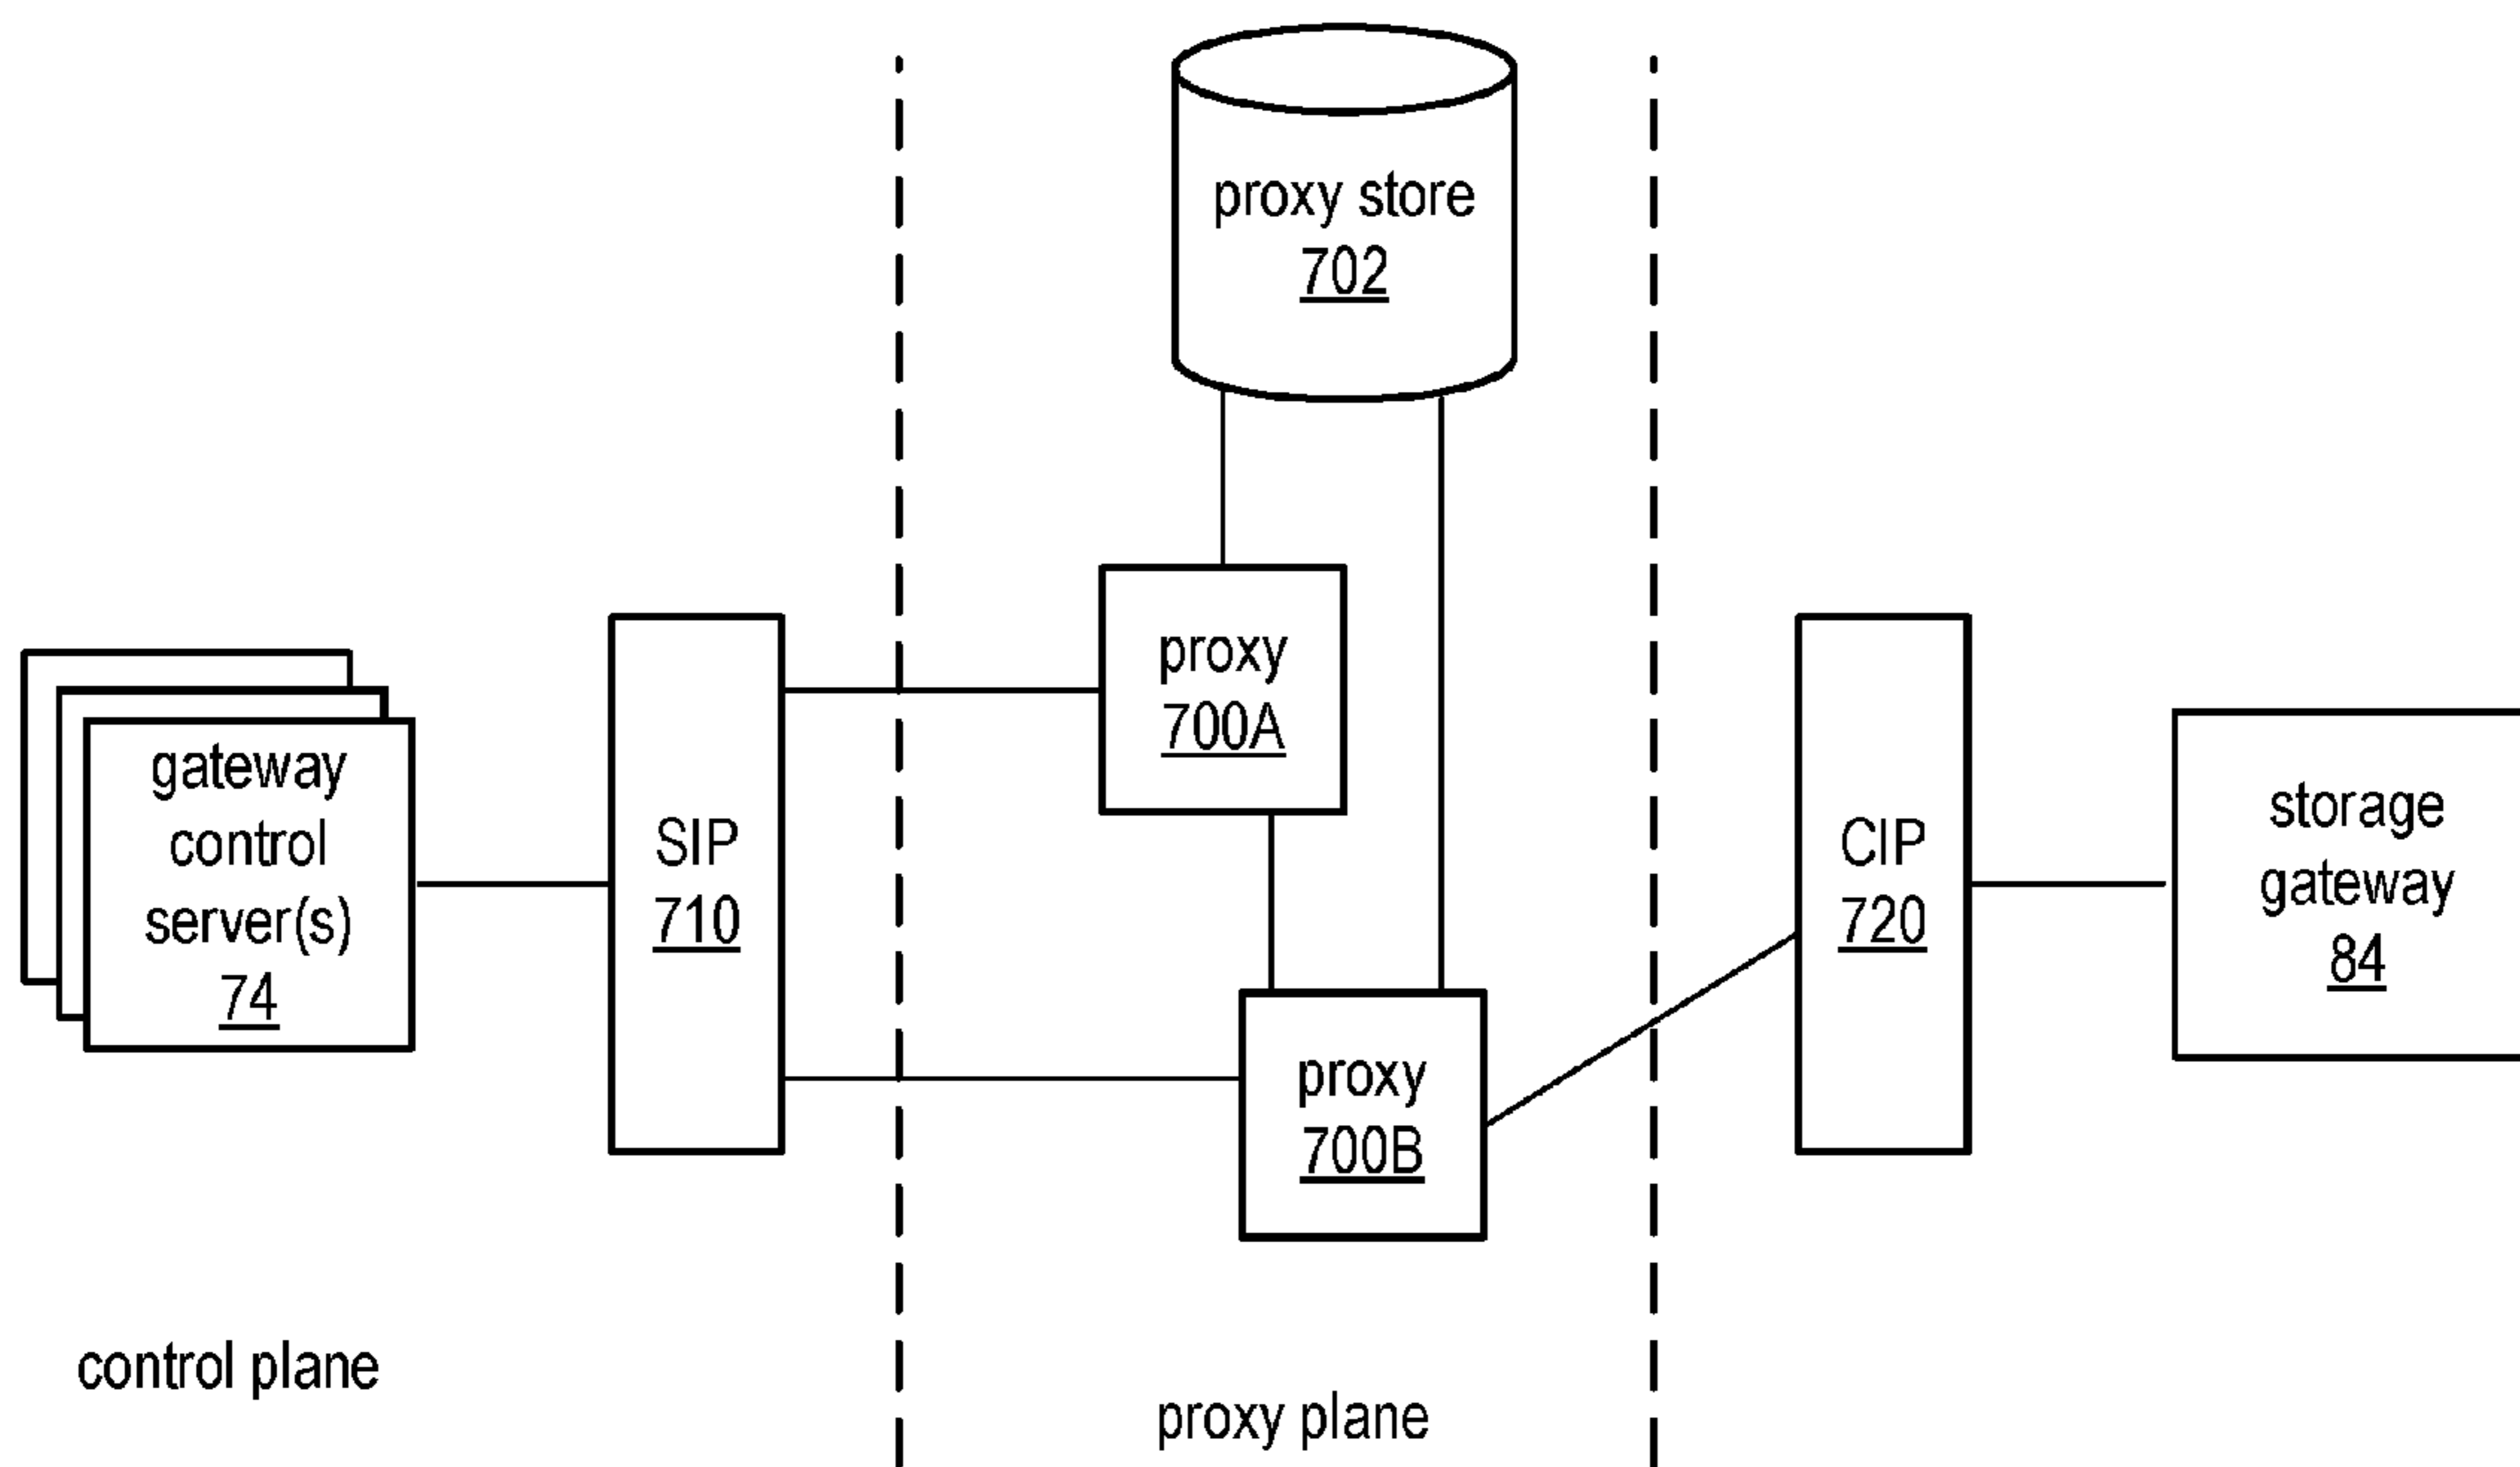 proxy store
702
proxy
700A
gateway
control
server(s)
74
SIP
710
CIP
720
storage
gateway
84
proxy
700B
control plane
proxy plane